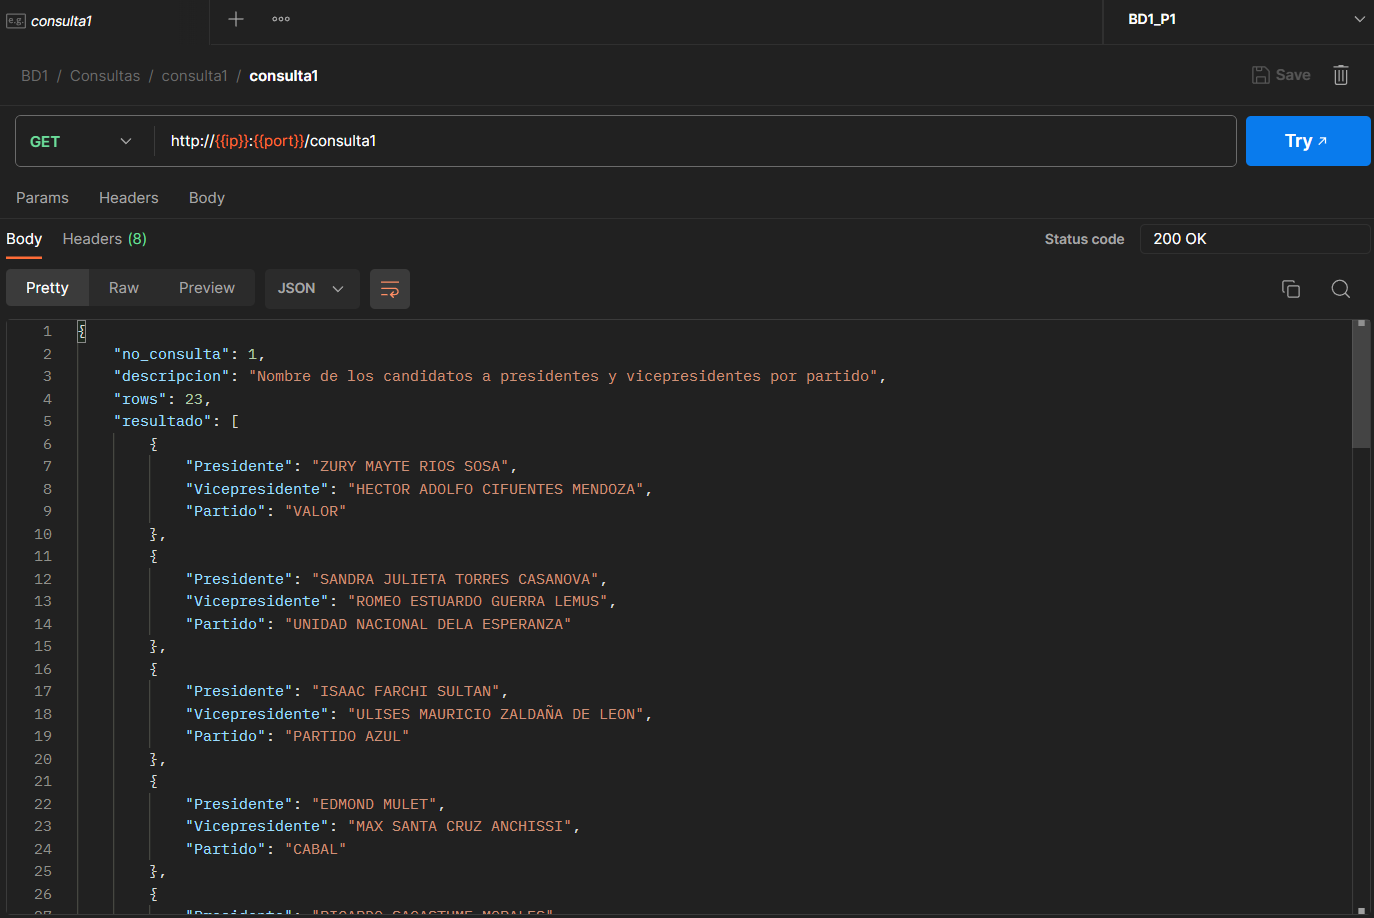 e.g. consulta1
BD1_P1
BD1 / Consultas / consulta1 / consulta1
Save
GET
http://{{ip}}:{{port}}/consulta1
Try
Params Headers Body
Body Headers (8)
Status code 200 OK
Pretty Raw Preview JSON
1 {
2 "no_consulta": 1,
3 "descripcion": "Nombre de los candidatos a presidentes y vicepresidentes por partido",
4 "rows": 23,
5 "resultado": [
6 {
7 "Presidente": "ZURY MAYTE RIOS SOSA",
8 "Vicepresidente": "HECTOR ADOLFO CIFUENTES MENDOZA",
9 "Partido": "VALOR"
10 },
11 {
12 "Presidente": "SANDRA JULIETA TORRES CASANOVA",
13 "Vicepresidente": "ROMEO ESTUARDO GUERRA LEMUS",
14 "Partido": "UNIDAD NACIONAL DELA ESPERANZA"
15 },
16 {
17 "Presidente": "ISAAC FARCHI SULTAN",
18 "Vicepresidente": "ULISES MAURICIO ZALDAÑA DE LEON",
19 "Partido": "PARTIDO AZUL"
20 },
21 {
22 "Presidente": "EDMOND MULET",
23 "Vicepresidente": "MAX SANTA CRUZ ANCHISSI",
24 "Partido": "CABAL"
25 },
26 {
27 "Presidente": "RICARDO SAGASTUME MORALES"